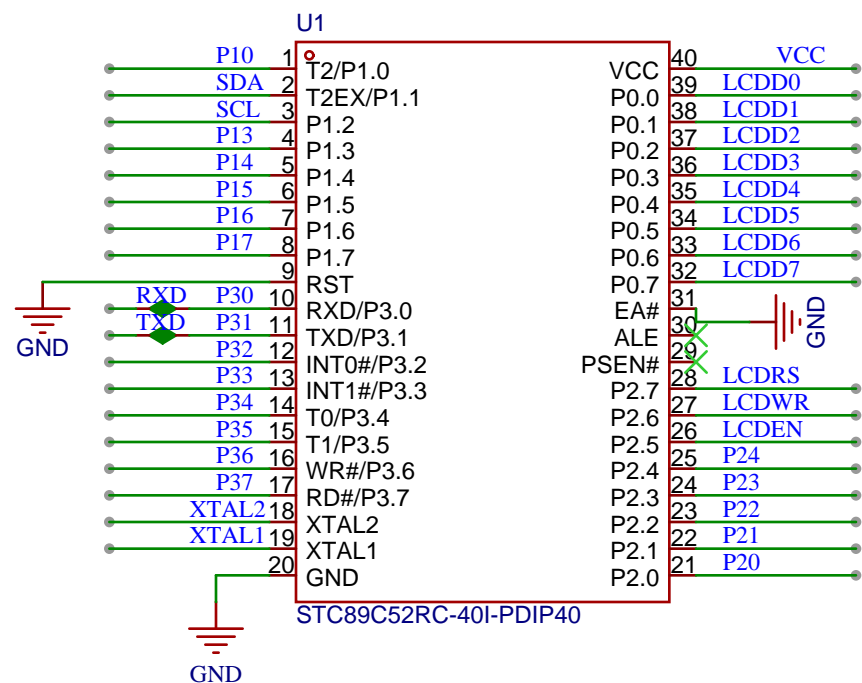 U1
P10 1 T2/P1.0 VCC 40 VCC
SDA 2 T2EX/P1.1 P0.0 39 LCDD0
SCL 3 P1.2 P0.1 38 LCDD1
P13 4 P1.3 P0.2 37 LCDD2
P14 5 P1.4 P0.3 36 LCDD3
P15 6 P1.5 P0.4 35 LCDD4
P16 7 P1.6 P0.5 34 LCDD5
P17 8 P1.7 P0.6 33 LCDD6
9 RST P0.7 32 LCDD7
RXD P30 10 RXD/P3.0 EA# 31
TXD P31 11 TXD/P3.1 ALE 30
GND
GND
P32 12 INT0#/P3.2 PSEN# 29
P33 13 INT1#/P3.3 P2.7 28 LCDRS
P34 14 T0/P3.4 P2.6 27 LCDWR
P35 15 T1/P3.5 P2.5 26 LCDEN
P36 16 WR#/P3.6 P2.4 25 P24
P37 17 RD#/P3.7 P2.3 24 P23
XTAL2 18 XTAL2 P2.2 23 P22
XTAL1 19 XTAL1 P2.1 22 P21
20 GND P2.0 21 P20
STC89C52RC-40I-PDIP40
GND